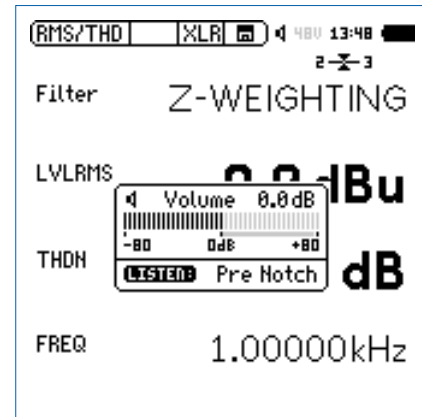 RMS/THD XLR 48V 13:48
2 3
Filter Z-WEIGHTING
LVLRMS dBu
Volume 0.0dB
-80 0dB +80
THDN dB
LISTEN: Pre Notch
FREQ 1.00000kHz